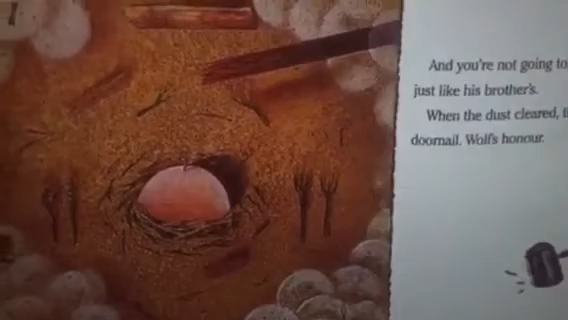 And you're not going to
just like his brother's.
When the dust cleared,
doornail. Wolf's honour.